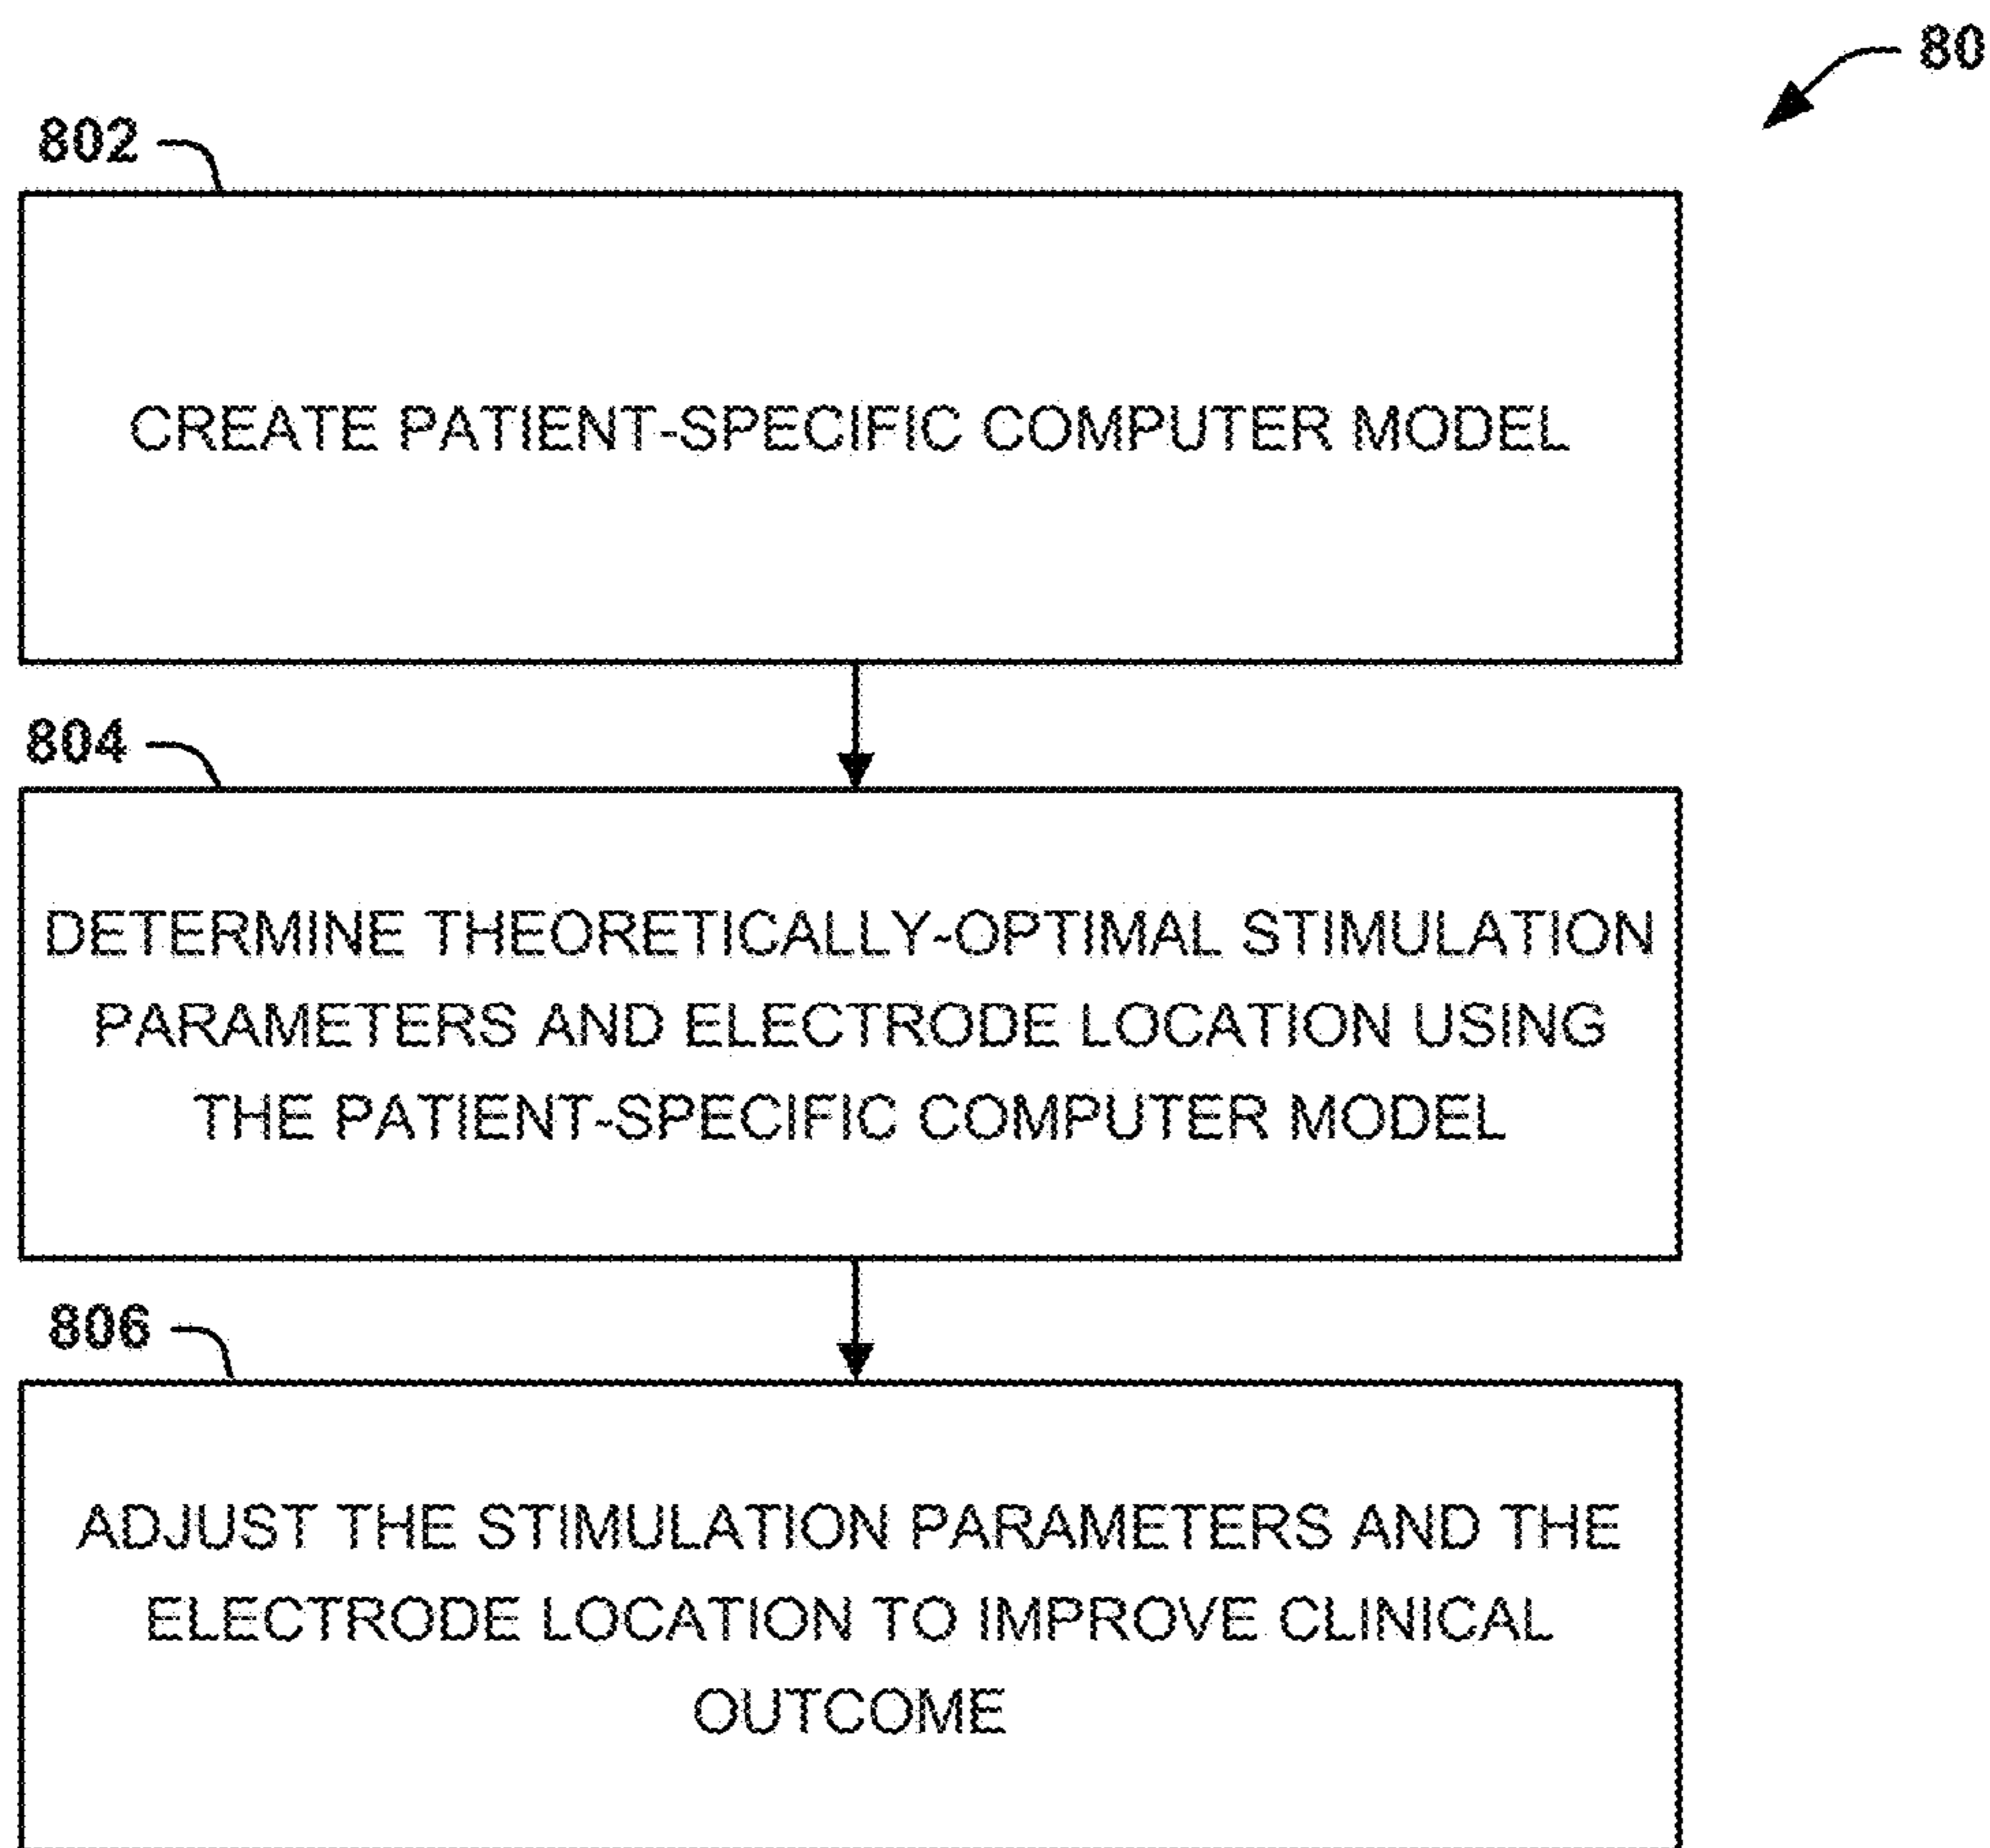 80
802
CREATE PATIENT-SPECIFIC COMPUTER MODEL
804
DETERMINE THEORETICALLY-OPTIMAL STIMULATION
PARAMETERS AND ELECTRODE LOCATION USING
THE PATIENT-SPECIFIC COMPUTER MODEL
806
ADJUST THE STIMULATION PARAMETERS AND THE
ELECTRODE LOCATION TO IMPROVE CLINICAL
OUTCOME